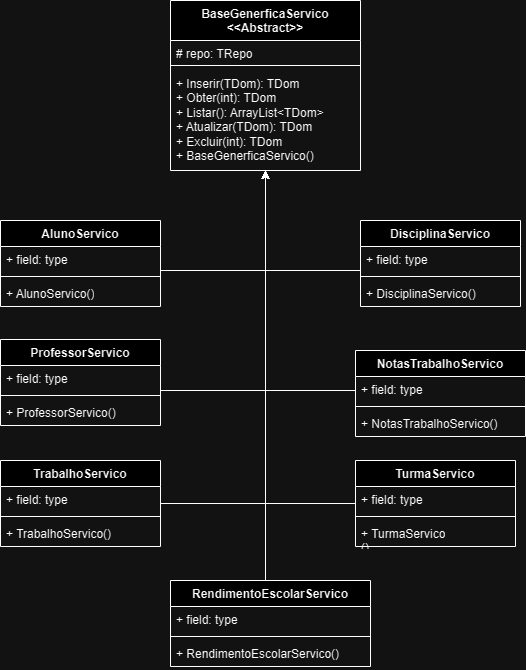 BaseGenerficaServico
<<Abstract>>
# repo: TRepo
+ Inserir(TDom): TDom
+ Obter(int): TDom
+ Listar(): ArrayList<TDom>
+ Atualizar(TDom): TDom
+ Excluir(int): TDom
+ BaseGenerficaServico()
AlunoServico
+ field: type
+ AlunoServico()
DisciplinaServico
+ field: type
+ DisciplinaServico()
ProfessorServico
+ field: type
+ ProfessorServico()
NotasTrabalhoServico
+ field: type
+ NotasTrabalhoServico()
TrabalhoServico
+ field: type
+ TrabalhoServico()
TurmaServico
+ field: type
+ TurmaServico
()
RendimentoEscolarServico
+ field: type
+ RendimentoEscolarServico()